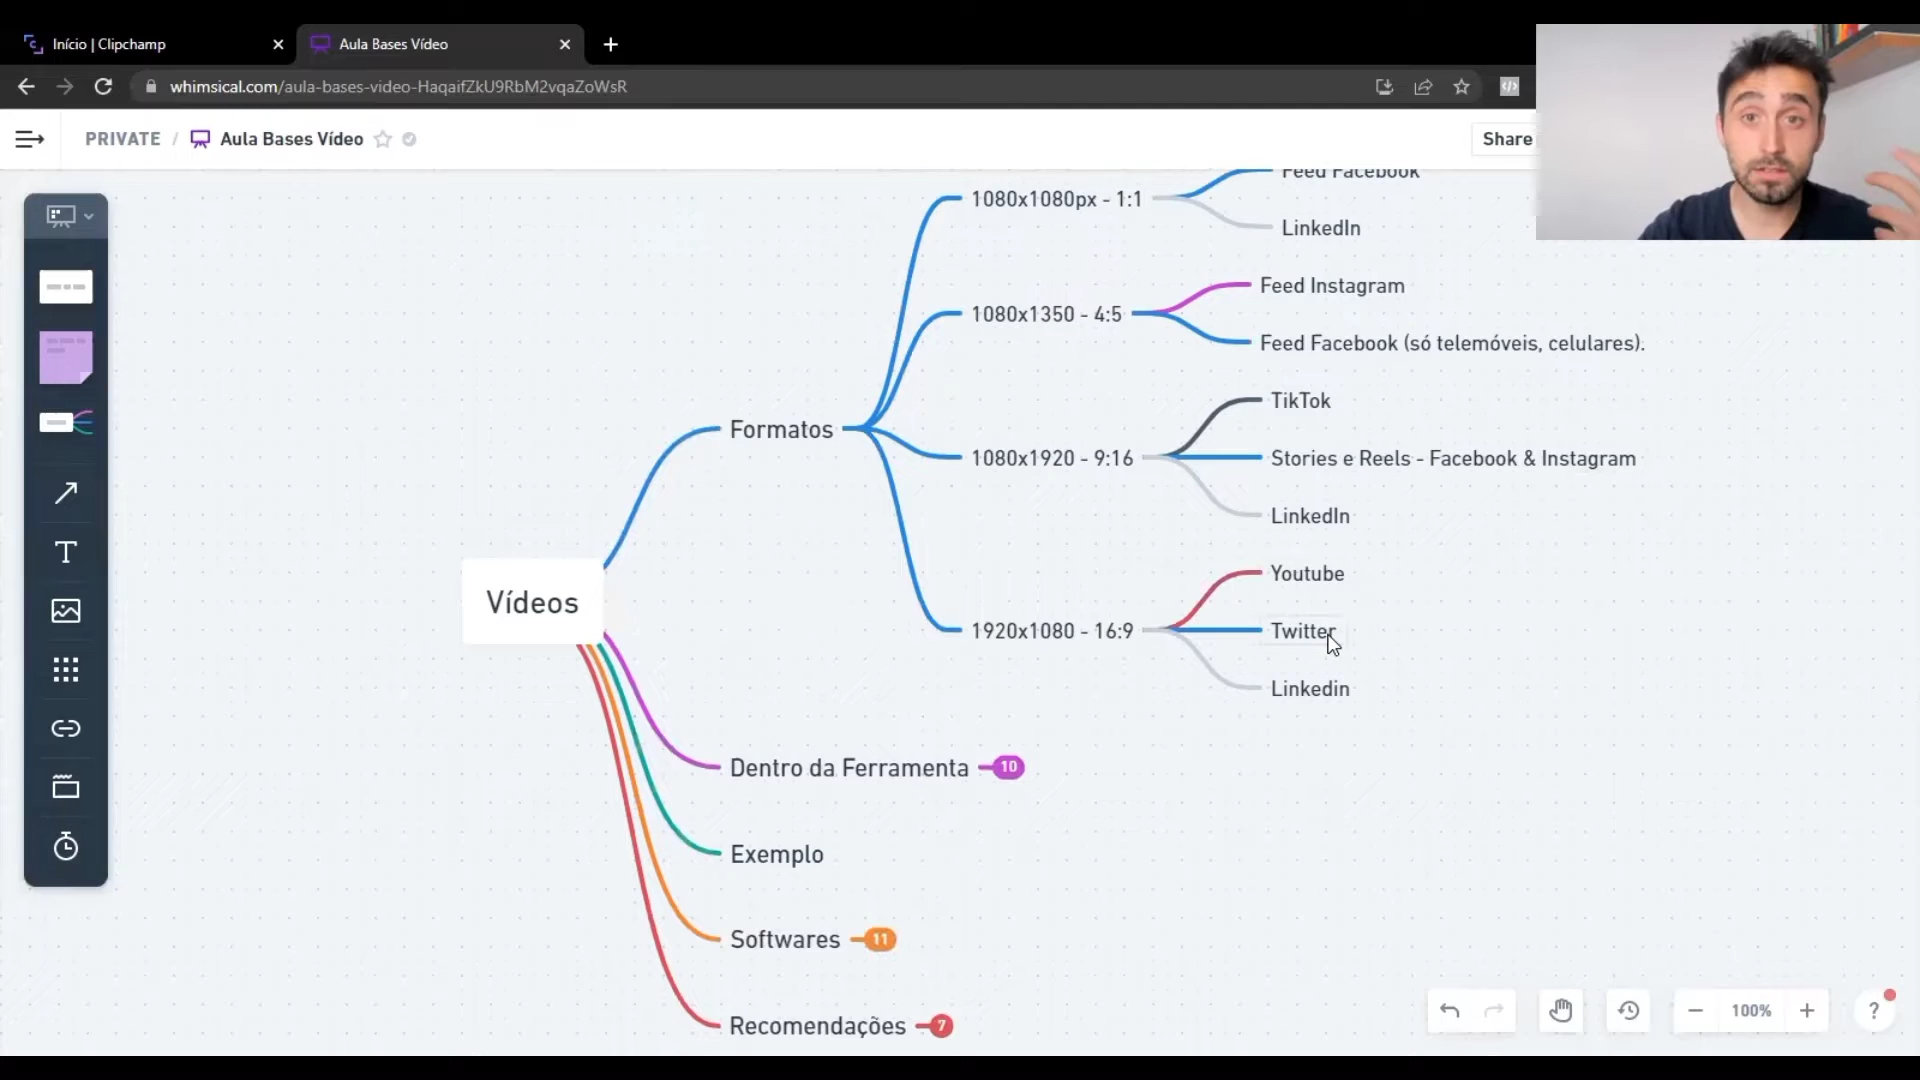 Início | Clipchamp
Aula Bases Vídeo
whimsical.com/aula-bases-video-HaqaifZkU9RbM2vqaZoWsR
PRIVATE / Aula Bases Vídeo
Share
Feed Facebook
1080x1080px - 1:1
LinkedIn
Feed Instagram
1080x1350 - 4:5
Feed Facebook (só telemóveis, celulares).
TikTok
Formatos
1080x1920 - 9:16
Stories e Reels - Facebook & Instagram
LinkedIn
Youtube
Vídeos
1920x1080 - 16:9
Twitter
Linkedin
Dentro da Ferramenta
10
Exemplo
Softwares
11
Recomendações
7
100%
?